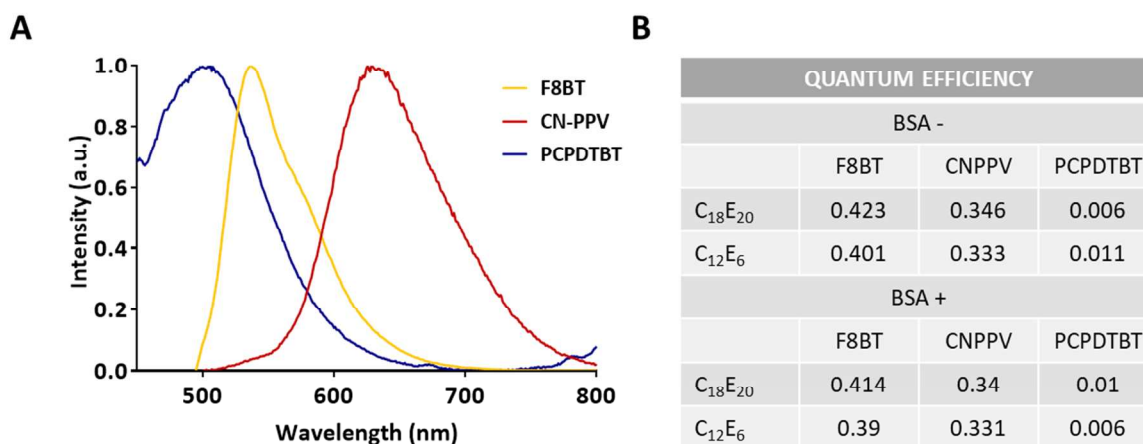 A
B
Intensity (a.u.)
1.0
0.8
0.6
0.4
0.2
0.0
500
600
700
800
Wavelength (nm)
F8BT
CN-PPV
PCPDTBT
QUANTUM EFFICIENCY
BSA -
F8BT CNPPV PCPDTBT
C₁₈E₂₀ 0.423 0.346 0.006
C₁₂E₆ 0.401 0.333 0.011
BSA +
F8BT CNPPV PCPDTBT
C₁₈E₂₀ 0.414 0.34 0.01
C₁₂E₆ 0.39 0.331 0.006